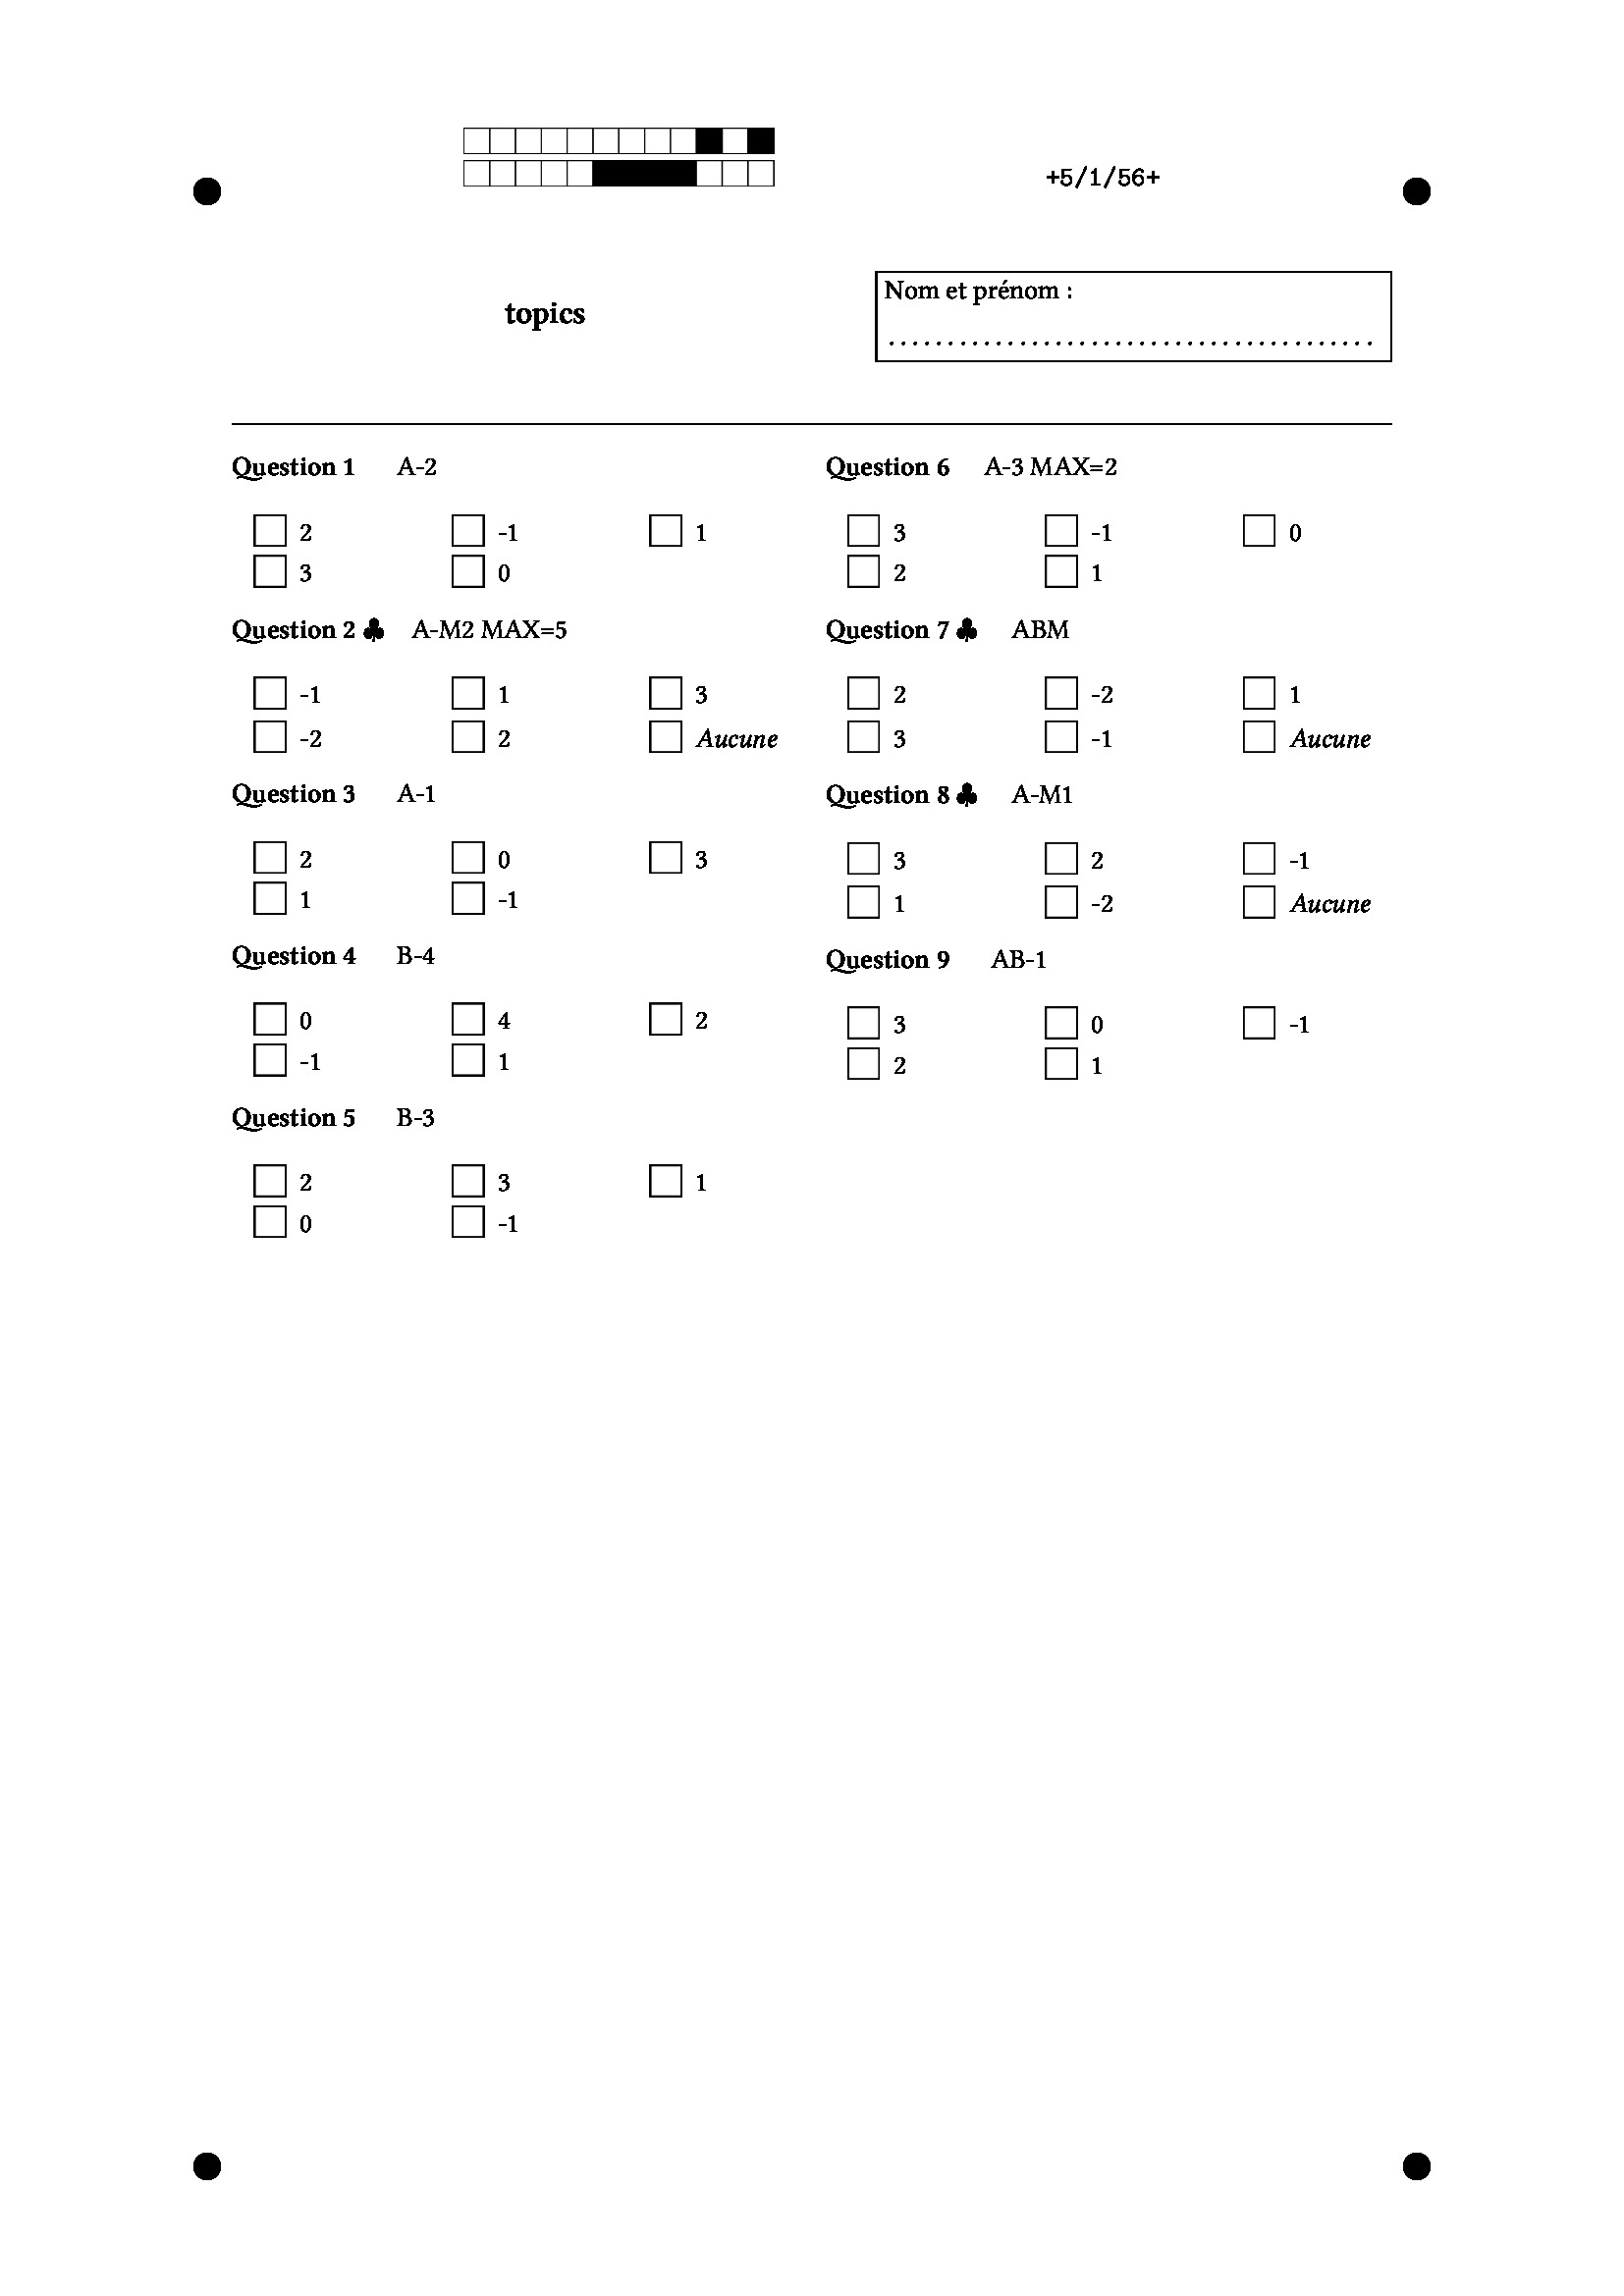 +5/1/56+
topics
Nom et prénom :
........................................
Question 1 A-2
2 -1 1
3 0
Question 2 ♣ A-M2 MAX=5
-1 1 3
-2 2 Aucune
Question 3 A-1
2 0 3
1 -1
Question 4 B-4
0 4 2
-1 1
Question 5 B-3
2 3 1
0 -1
Question 6 A-3 MAX=2
3 -1 0
2 1
Question 7 ♣ ABM
2 -2 1
3 -1 Aucune
Question 8 ♣ A-M1
3 2 -1
1 -2 Aucune
Question 9 AB-1
3 0 -1
2 1